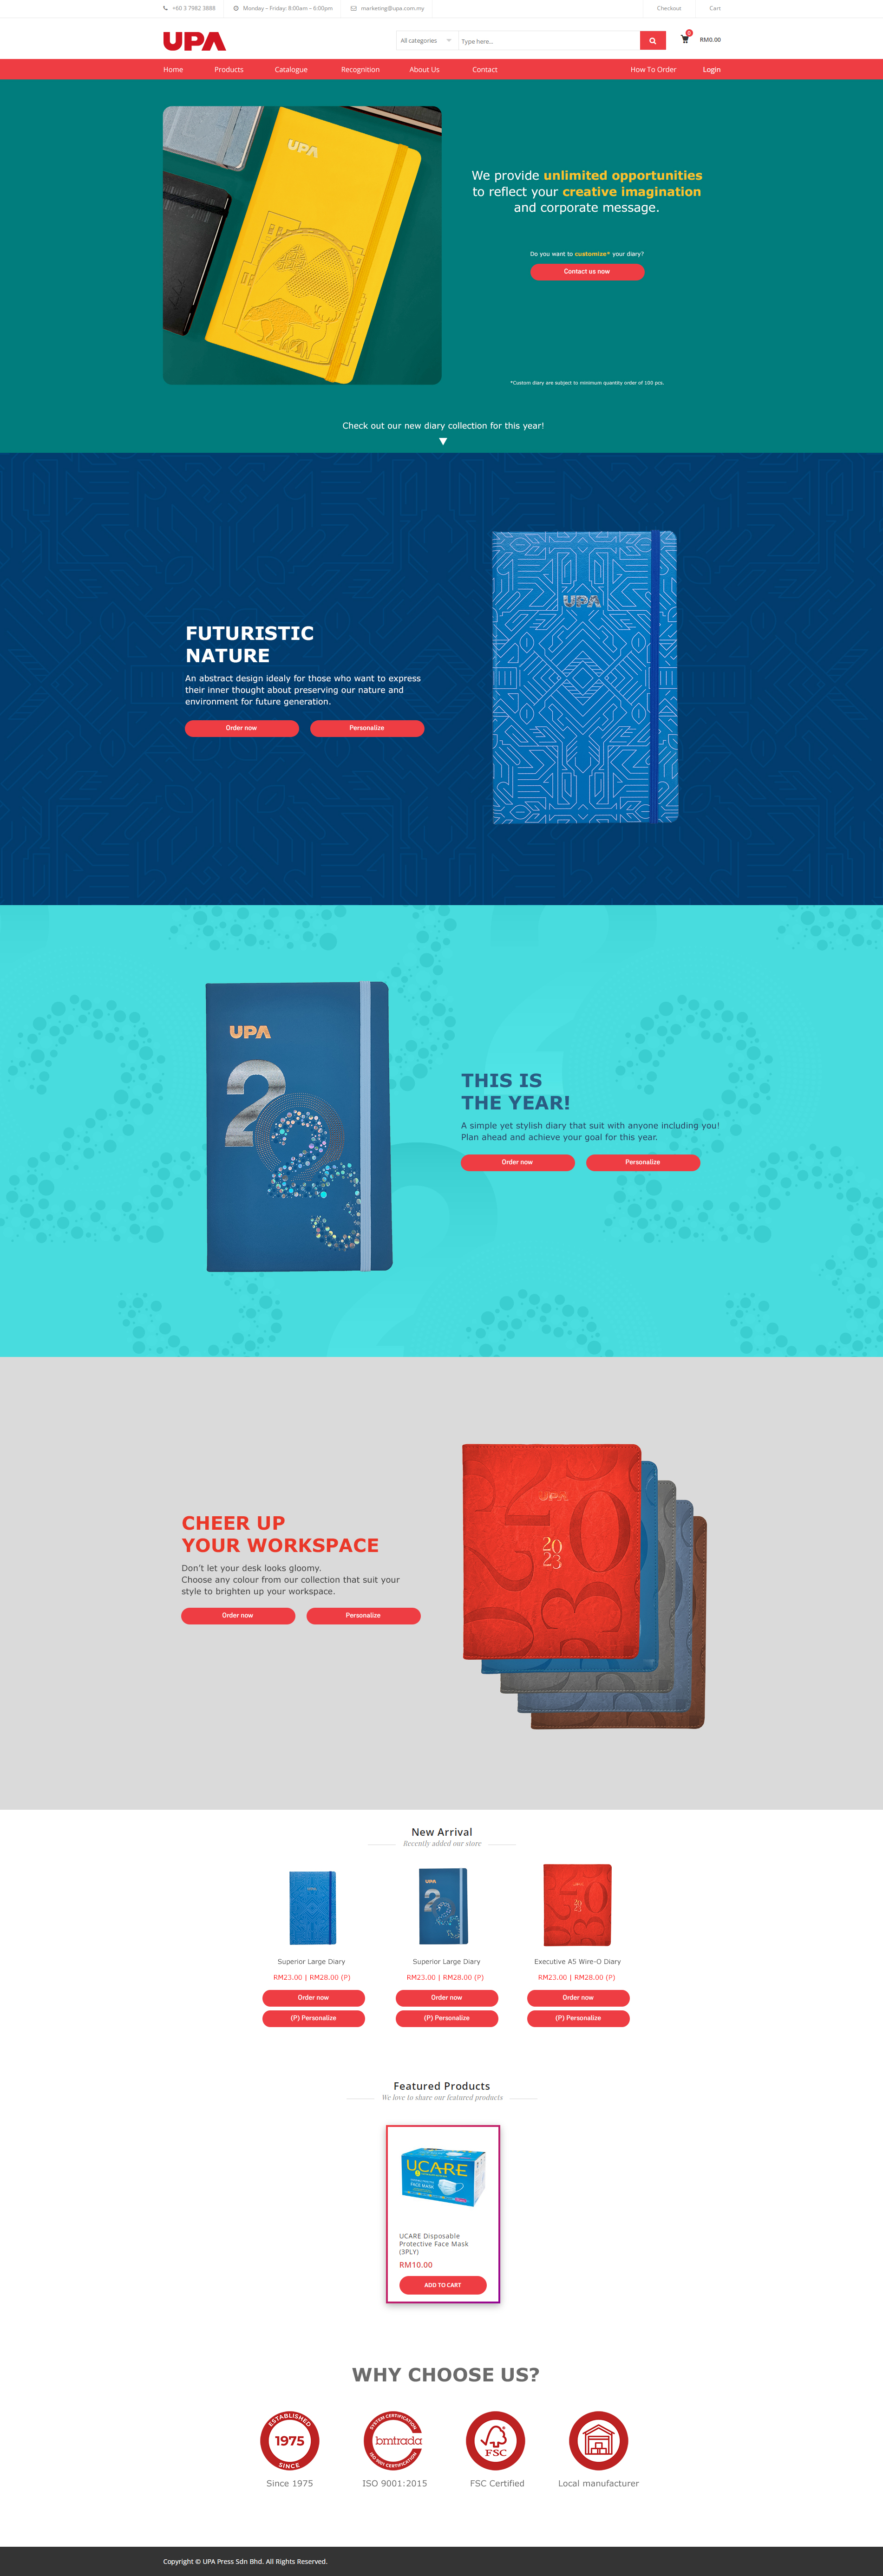 +60 3 7982 3888
Monday – Friday: 8:00am – 6:00pm
marketing@upa.com.my
Checkout
Cart
UPA
All categories
Type here...
0
RM0.00
Home
Products
Catalogue
Recognition
About Us
Contact
How To Order
Login
UPA
We provide unlimited opportunities
to reflect your creative imagination
and corporate message.
Do you want to customize* your diary?
Contact us now
*Custom diary are subject to minimum quantity order of 100 pcs.
Check out our new diary collection for this year!
UPA
FUTURISTIC
NATURE
An abstract design idealy for those who want to express
their inner thought about preserving our nature and
environment for future generation.
Order now
Personalize
UPA
2023
THIS IS
THE YEAR!
A simple yet stylish diary that suit with anyone including you!
Plan ahead and achieve your goal for this year.
Order now
Personalize
CHEER UP
YOUR WORKSPACE
Don't let your desk looks gloomy.
Choose any colour from our collection that suit your
style to brighten up your workspace.
Order now
Personalize
UPA
20
23
New Arrival
Recently added our store
UPA
Superior Large Diary
RM23.00 | RM28.00 (P)
Order now
(P) Personalize
Superior Large Diary
RM23.00 | RM28.00 (P)
Order now
(P) Personalize
Executive A5 Wire-O Diary
RM23.00 | RM28.00 (P)
Order now
(P) Personalize
Featured Products
We love to share our featured products
UCARE
FACE MASK
UCARE Disposable
Protective Face Mask
(3PLY)
RM10.00
ADD TO CART
WHY CHOOSE US?
ESTABLISHED
1975
SINCE
Since 1975
SYSTEM CERTIFICATION
bmtrada
ISO 9001 CERTIFICATION
ISO 9001:2015
FSC
FSC Certified
Local manufacturer
Copyright © UPA Press Sdn Bhd. All Rights Reserved.